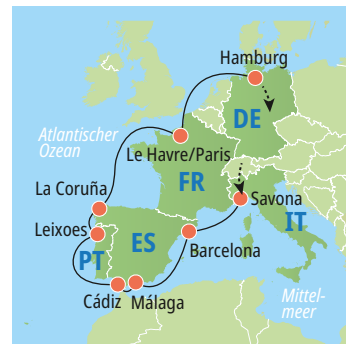 Hamburg
DE
Atlantischer
Ozean
Le Havre/Paris
FR
La Coruña
Savona
Leixoes
IT
ES
Barcelona
PT
Cádiz
Málaga
Mittel-
meer